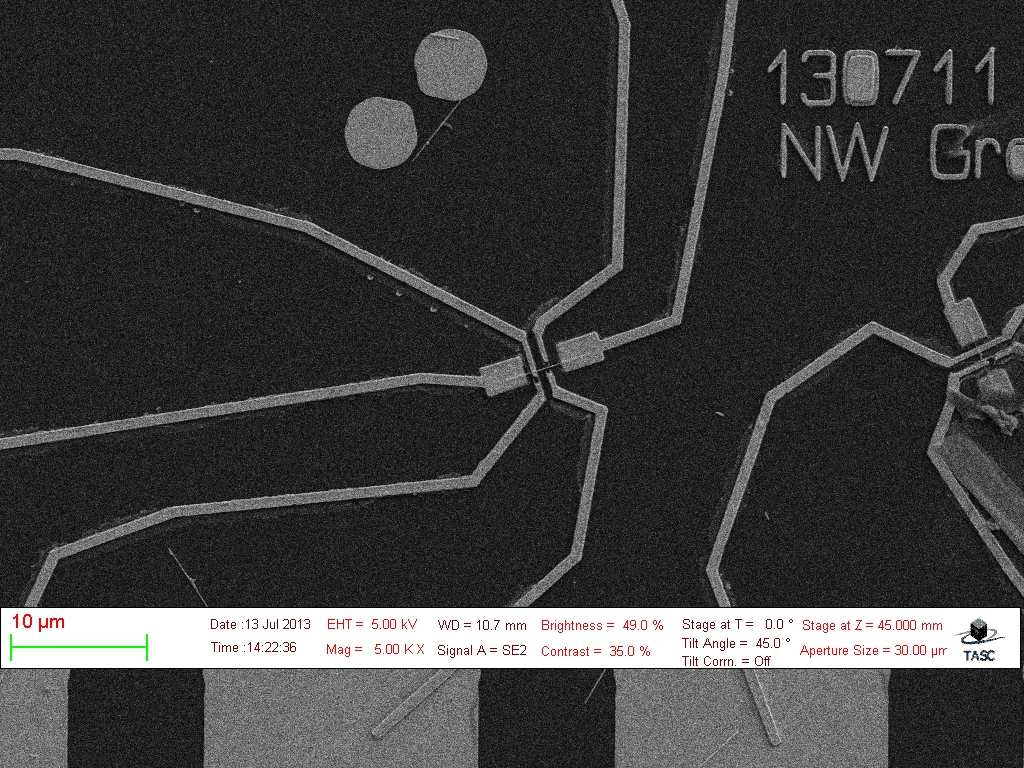 130711
NW Gro
10 µm
Date :13 Jul 2013
Time :14:22:36
EHT = 5.00 kV
Mag = 5.00 K X
WD = 10.7 mm
Signal A = SE2
Brightness = 49.0 %
Contrast = 35.0 %
Stage at T = 0.0 °
Tilt Angle = 45.0 °
Tilt Corrn. = Off
Stage at Z = 45.000 mm
Aperture Size = 30.00 µm
TASC